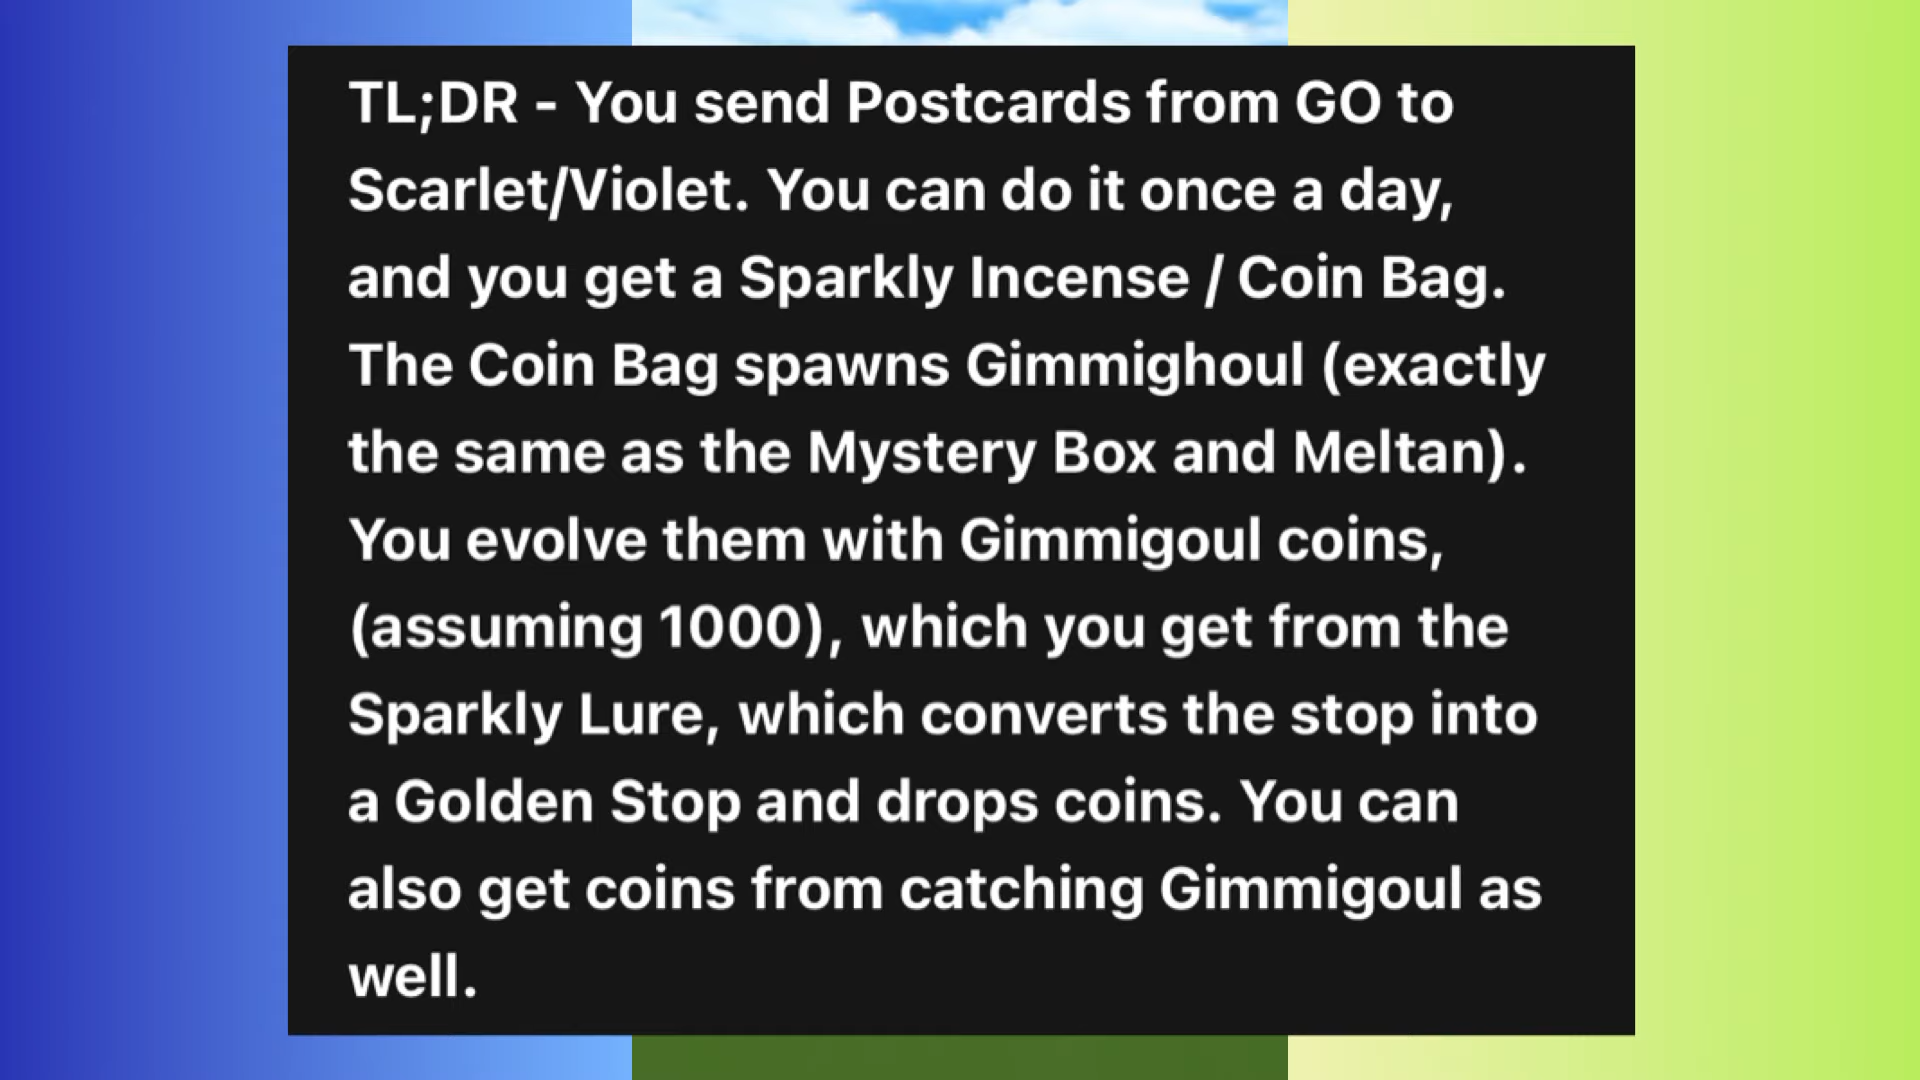 TL;DR - You send Postcards from GO to
Scarlet/Violet. You can do it once a day,
and you get a Sparkly Incense / Coin Bag.
The Coin Bag spawns Gimmighoul (exactly
the same as the Mystery Box and Meltan).
You evolve them with Gimmigoul coins,
(assuming 1000), which you get from the
Sparkly Lure, which converts the stop into
a Golden Stop and drops coins. You can
also get coins from catching Gimmigoul as
well.